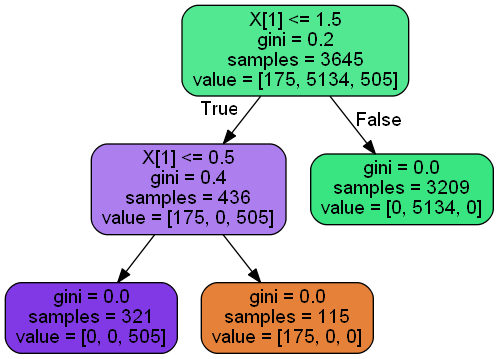 X[1] <= 1.5
gini = 0.2
samples = 3645
value = [175, 5134, 505]
True
False
X[1] <= 0.5
gini = 0.4
samples = 436
value = [175, 0, 505]
gini = 0.0
samples = 3209
value = [0, 5134, 0]
gini = 0.0
samples = 321
value = [0, 0, 505]
gini = 0.0
samples = 115
value = [175, 0, 0]